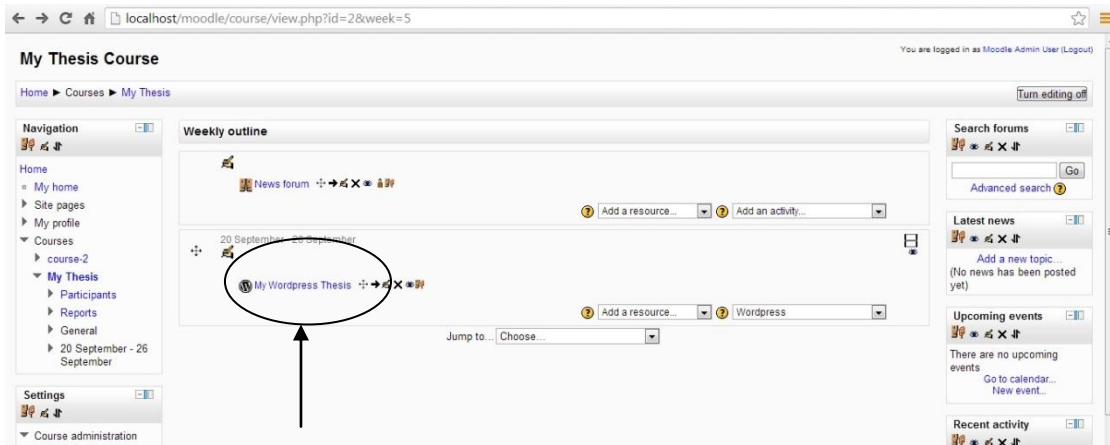 localhost/moodle/course/view.php?id=2&week=5
My Thesis Course
You are logged in as Moodle Admin User (Logout)
Home ► Courses ► My Thesis
Turn editing off
Navigation
Home
My home
Site pages
My profile
Courses
course-2
My Thesis
Participants
Reports
General
20 September - 26
September
Settings
Course administration
Weekly outline
News forum
Add a resource...
Add an activity...
20 September - 26 September
My Wordpress Thesis
Add a resource...
Wordpress
Jump to... Choose...
Search forums
Go
Advanced search
Latest news
Add a new topic...
(No news has been posted
yet)
Upcoming events
There are no upcoming
events
Go to calendar...
New event...
Recent activity